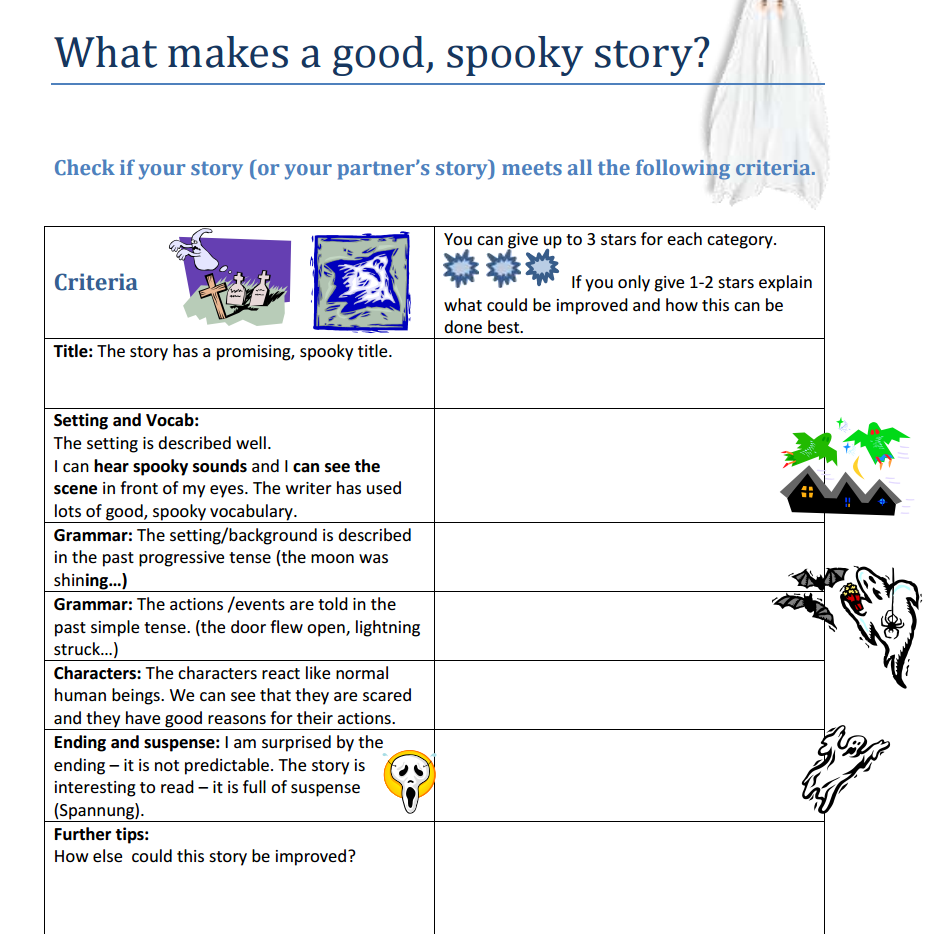 What makes a good, spooky story?
Check if your story (or your partner's story) meets all the following criteria.
Criteria
You can give up to 3 stars for each category.
If you only give 1-2 stars explain
what could be improved and how this can be
done best.
Title: The story has a promising, spooky title.
Setting and Vocab:
The setting is described well.
I can hear spooky sounds and I can see the
scene in front of my eyes. The writer has used
lots of good, spooky vocabulary.
Grammar: The setting/background is described
in the past progressive tense (the moon was
shining…)
Grammar: The actions /events are told in the
past simple tense. (the door flew open, lightning
struck…)
Characters: The characters react like normal
human beings. We can see that they are scared
and they have good reasons for their actions.
Ending and suspense: I am surprised by the
ending – it is not predictable. The story is
interesting to read – it is full of suspense
(Spannung).
Further tips:
How else  could this story be improved?